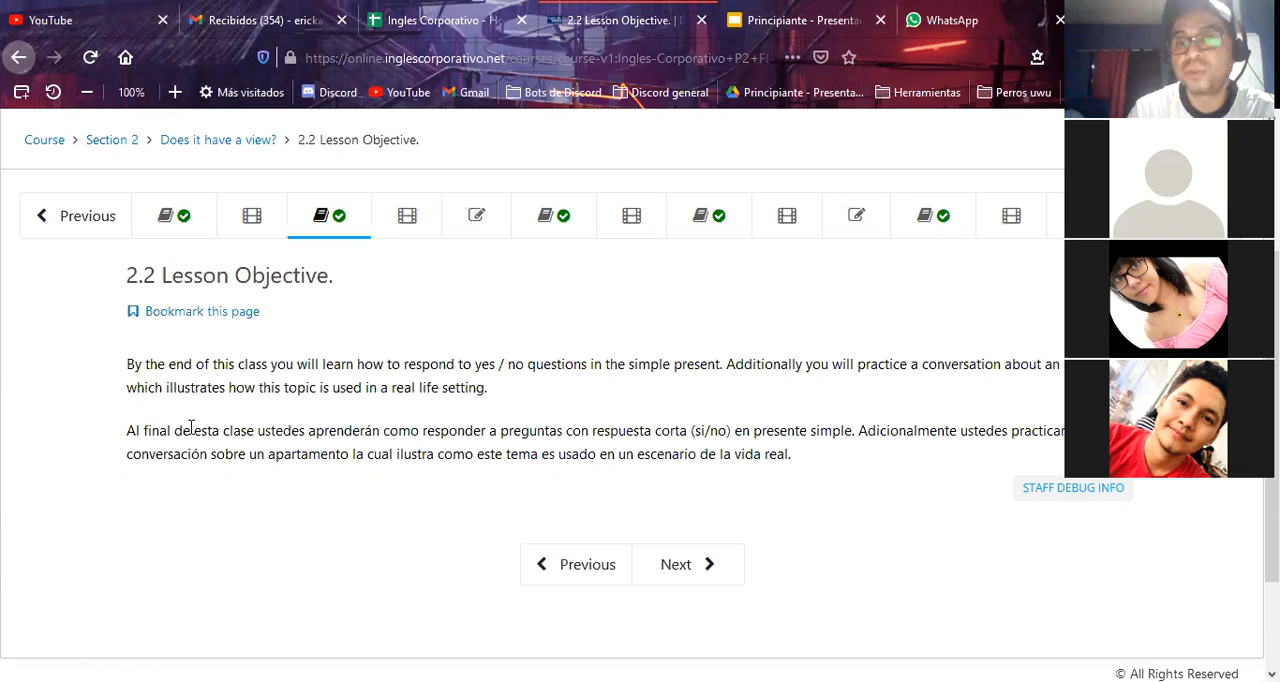 YouTube
Recibidos (354) - ericka
Ingles Corporativo - Ho
2.2 Lesson Objective. |
Principiante - Presenta
WhatsApp
https://online.inglescorporativo.net/courses/course-v1:Ingles-Corporativo+P2+Fl
100%
Más visitados
Discord
YouTube
Gmail
Bots de Discord
Discord general
Principiante - Presenta...
Herramientas
Perros uwu
Course > Section 2 > Does it have a view? > 2.2 Lesson Objective.
Previous
2.2 Lesson Objective.
Bookmark this page
By the end of this class you will learn how to respond to yes / no questions in the simple present. Additionally you will practice a conversation about an
which illustrates how this topic is used in a real life setting.
Al final de esta clase ustedes aprenderán como responder a preguntas con respuesta corta (si/no) en presente simple. Adicionalmente ustedes practicar
conversación sobre un apartamento la cual ilustra como este tema es usado en un escenario de la vida real.
STAFF DEBUG INFO
Previous
Next
© All Rights Reserved